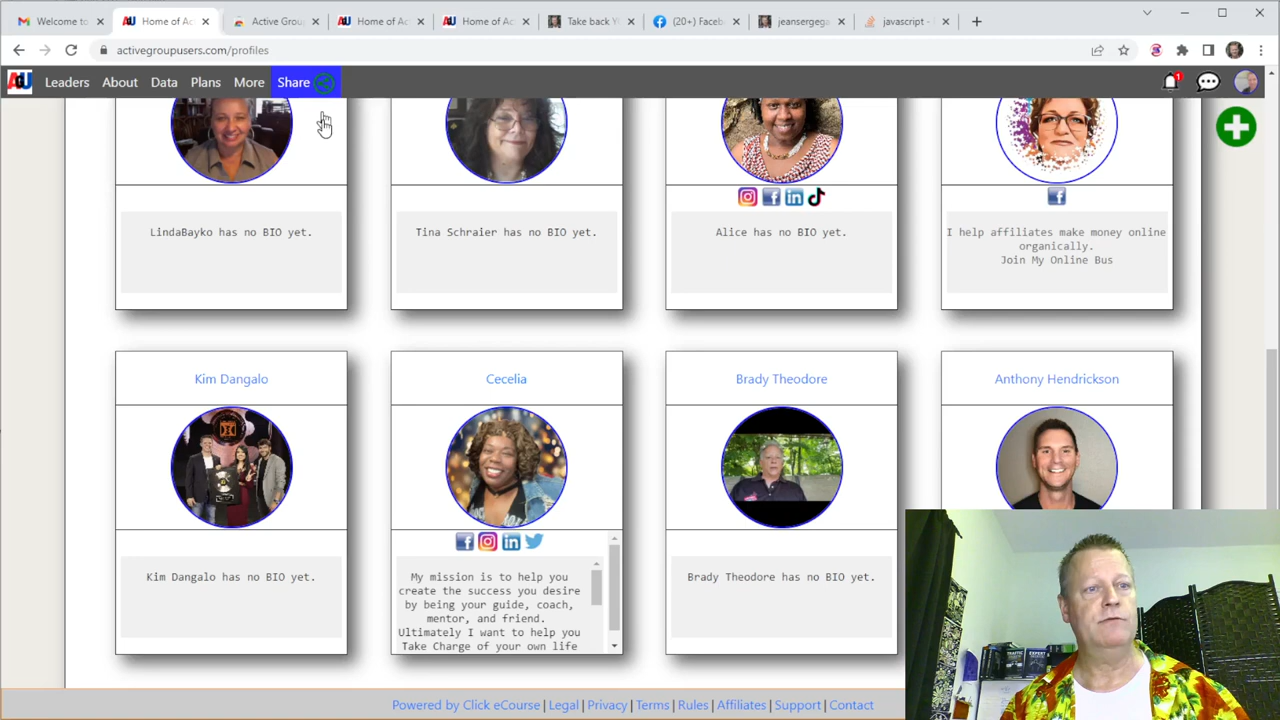 Welcome to
Home of Ac
Active Grou
Home of Ac
Home of Ac
Take back Y
(20+) Faceb
jeansergega
javascript - F
activegroupusers.com/profiles
AGU Leaders About Data Plans More Share
1
LindaBayko has no BIO yet.
Tina Schraier has no BIO yet.
Alice has no BIO yet.
I help affiliates make money online
organically.
Join My Online Bus
Kim Dangalo
Cecelia
Brady Theodore
Anthony Hendrickson
Kim Dangalo has no BIO yet.
My mission is to help you
create the success you desire
by being your guide, coach,
mentor, and friend.
Ultimately I want to help you
Take Charge of your own life
Brady Theodore has no BIO yet.
Powered by Click eCourse | Legal | Privacy | Terms | Rules | Affiliates | Support | Contact